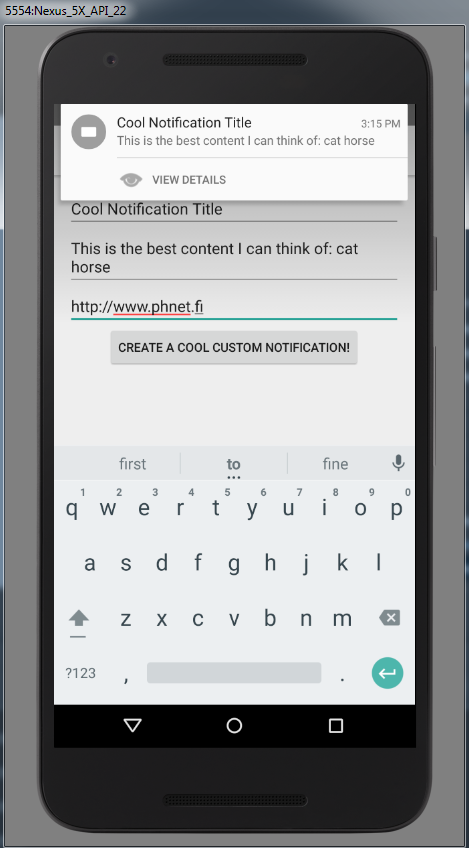 5554:Nexus_5X_API_22
Cool Notification Title 3:15 PM
This is the best content I can think of: cat horse
VIEW DETAILS
Cool Notification Title
This is the best content I can think of: cat
horse
http://www.phnet.fi
CREATE A COOL CUSTOM NOTIFICATION!
first to fine
1 2 3 4 5 6 7 8 9 0
q w e r t y u i o p
a s d f g h j k l
z x c v b n m
?123 , .